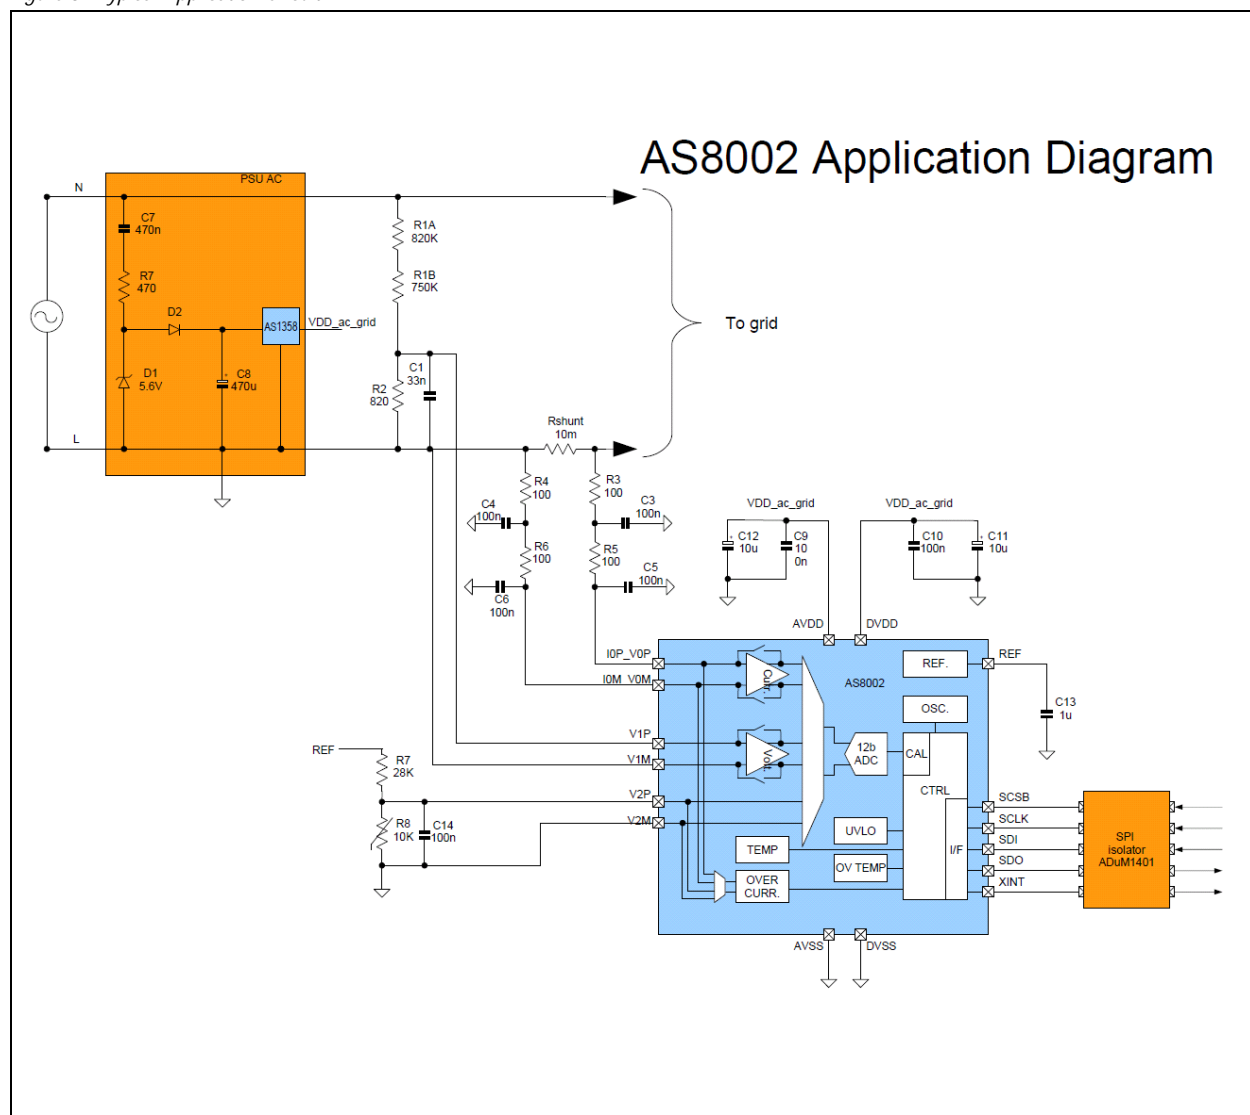 AS8002 Application Diagram
PSU AC
N
C7
470n
R1A
820K
R7
470
R1B
750K
D2
AS1358
VDD_ac_grid
To grid
D1
5.6V
C8
470u
C1
33n
R2
820
L
Rshunt
10m
R4
100
R3
100
C4
100n
C3
100n
R6
100
R5
100
C6
100n
C5
100n
VDD_ac_grid
VDD_ac_grid
C12
10u
C9
10
0n
C10
100n
C11
10u
AVDD
DVDD
I0P_V0P
I0M_V0M
Curr.
AS8002
REF.
REF
OSC.
C13
1u
V1P
V1M
Volt.
12b
ADC
CAL
CTRL
REF
R7
28K
V2P
V2M
R8
10K
C14
100n
UVLO
TEMP
OV TEMP
OVER
CURR.
I/F
SCSB
SCLK
SDI
SDO
XINT
SPI
isolator
ADuM1401
AVSS
DVSS